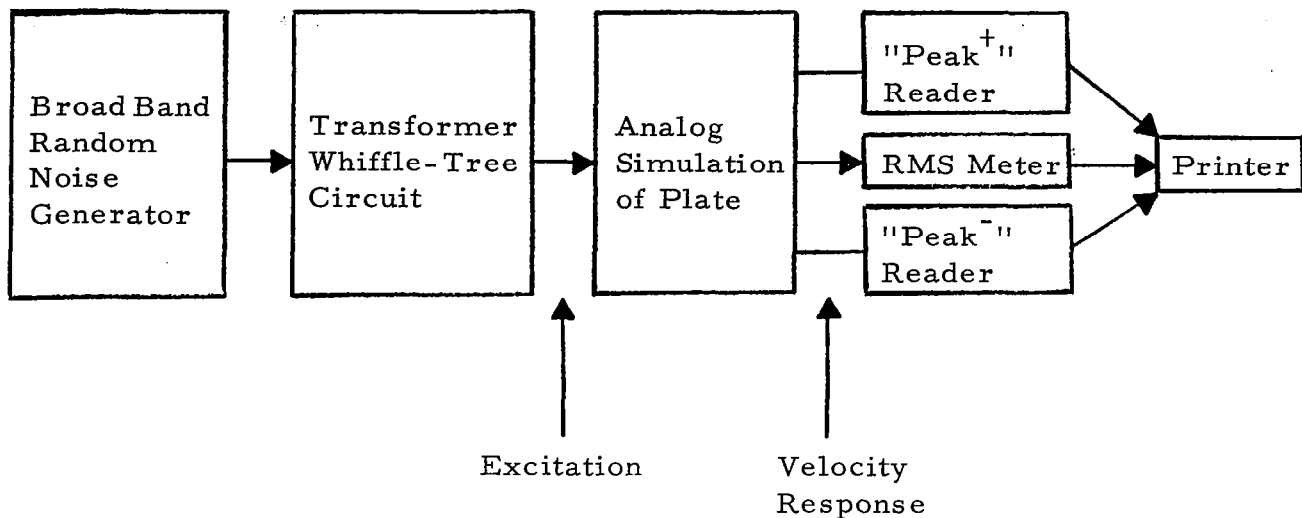 Broad Band
Random
Noise
Generator
Transformer
Whiffle-Tree
Circuit
Analog
Simulation
of Plate
"Peak⁺"
Reader
RMS Meter
"Peak⁻"
Reader
Printer
Excitation
Velocity
Response